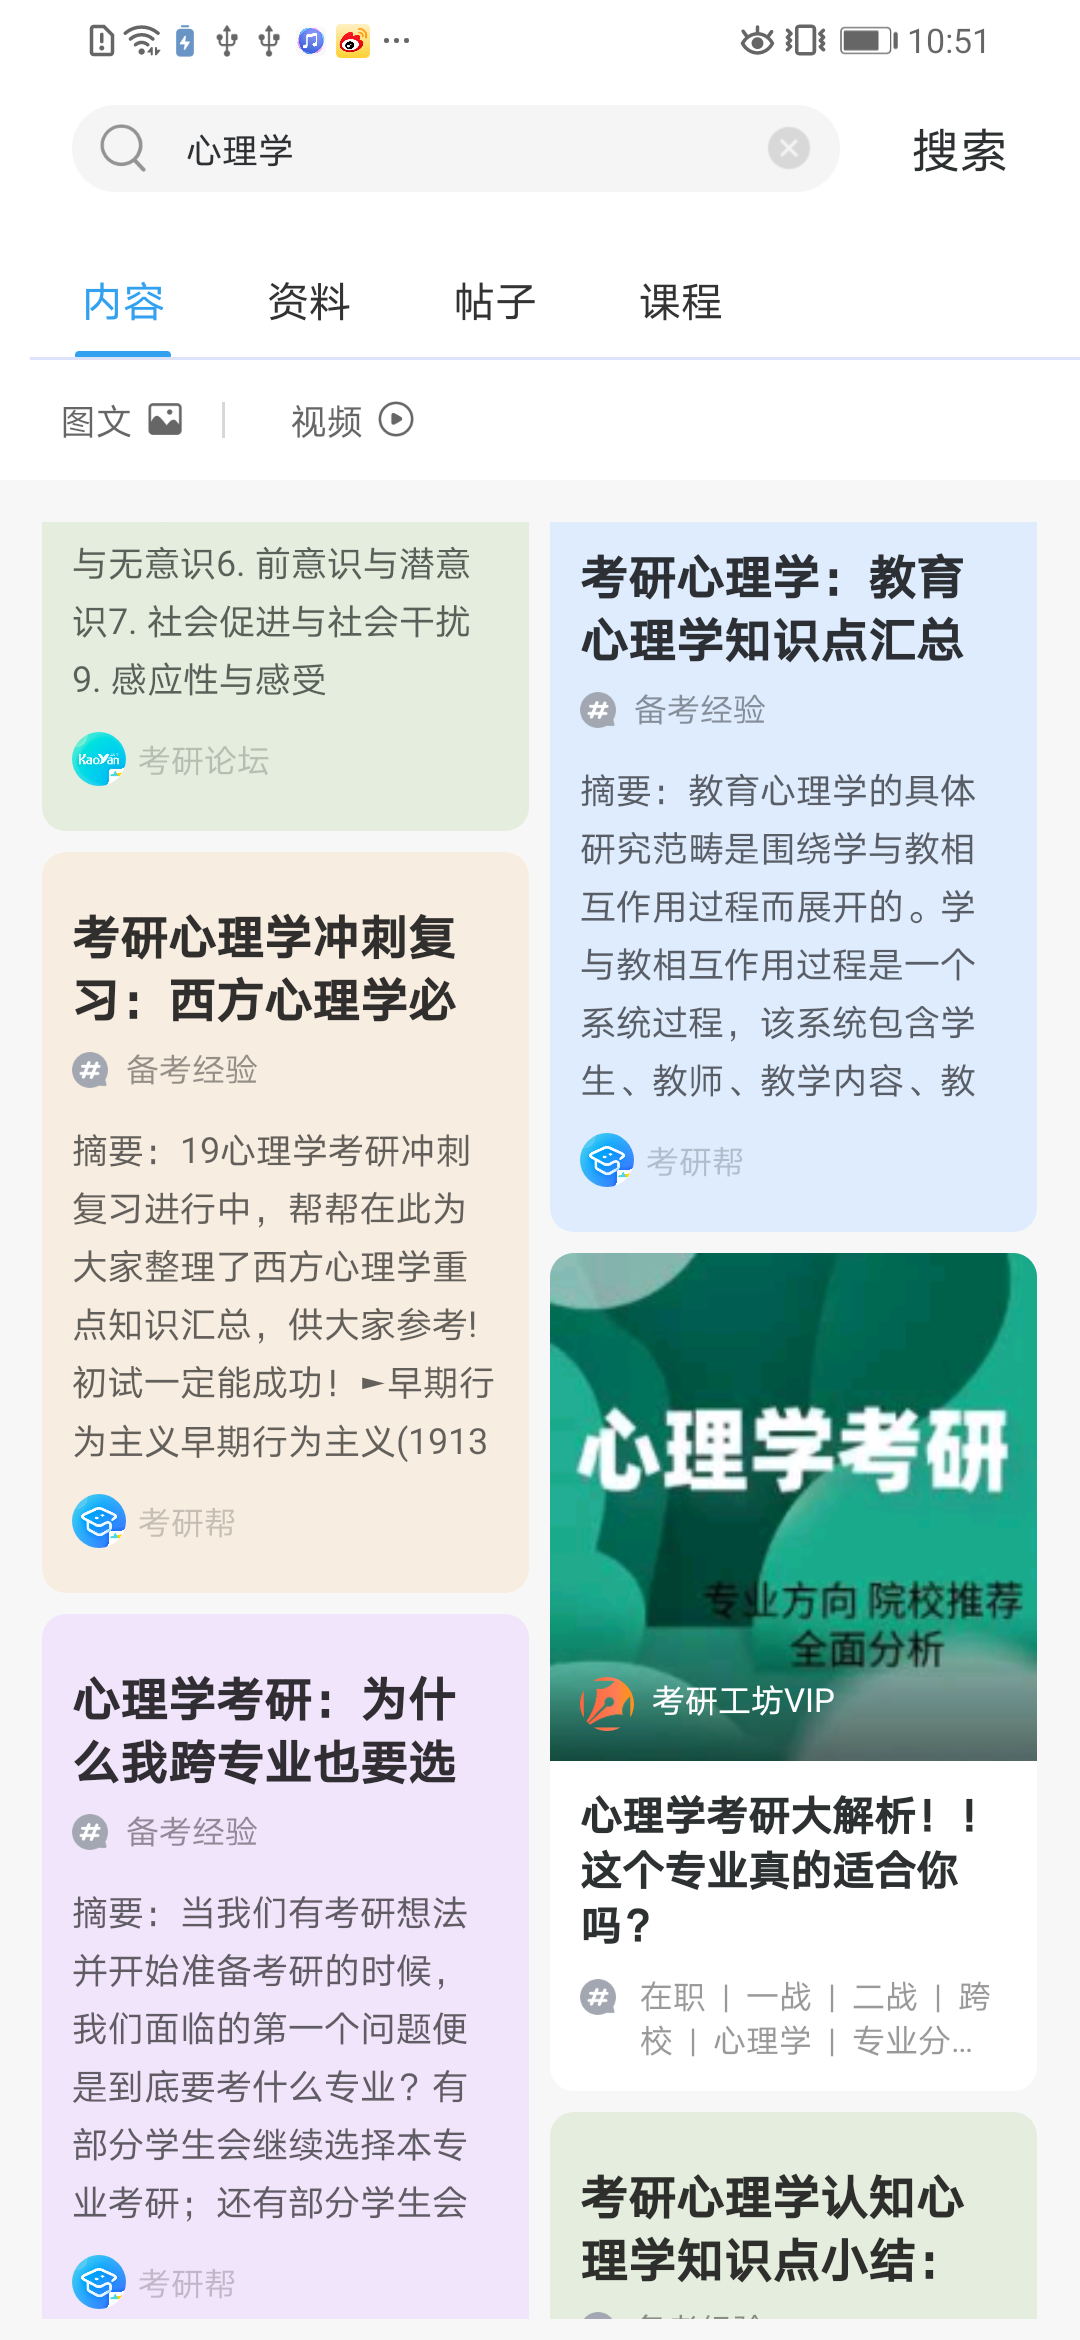 10:51
心理学
搜索
内容
资料
帖子
课程
图文
视频
与无意识6. 前意识与潜意
识7. 社会促进与社会干扰
9. 感应性与感受
KaoYan
考研论坛
考研心理学冲刺复
习：西方心理学必
# 备考经验
摘要：19心理学考研冲刺
复习进行中，帮帮在此为
大家整理了西方心理学重
点知识汇总，供大家参考!
初试一定能成功！►早期行
为主义早期行为主义(1913
考研帮
心理学考研：为什
么我跨专业也要选
# 备考经验
摘要：当我们有考研想法
并开始准备考研的时候，
我们面临的第一个问题便
是到底要考什么专业？有
部分学生会继续选择本专
业考研；还有部分学生会
考研帮
考研心理学：教育
心理学知识点汇总
# 备考经验
摘要：教育心理学的具体
研究范畴是围绕学与教相
互作用过程而展开的。学
与教相互作用过程是一个
系统过程，该系统包含学
生、教师、教学内容、教
考研帮
心理学考研
专业方向 院校推荐
全面分析
考研工坊VIP
心理学考研大解析！！
这个专业真的适合你
吗？
# 在职 | 一战 | 二战 | 跨
校 | 心理学 | 专业分...
考研心理学认知心
理学知识点小结：